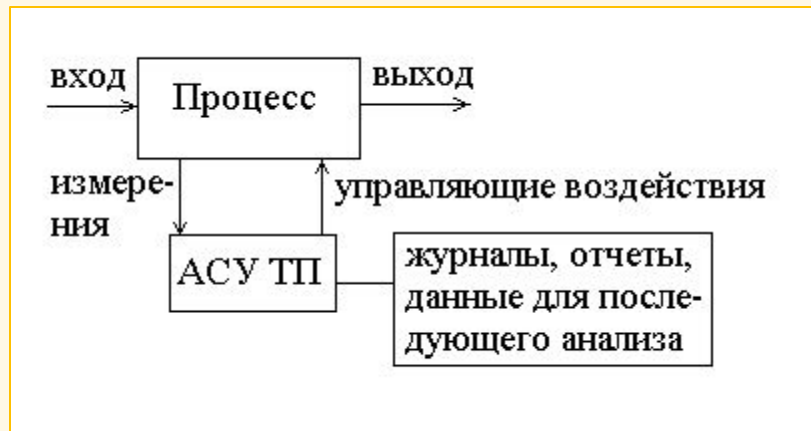 вход
Процесс
выход
измере-
ния
управляющие воздействия
АСУ ТП
журналы, отчеты,
данные для после-
дующего анализа